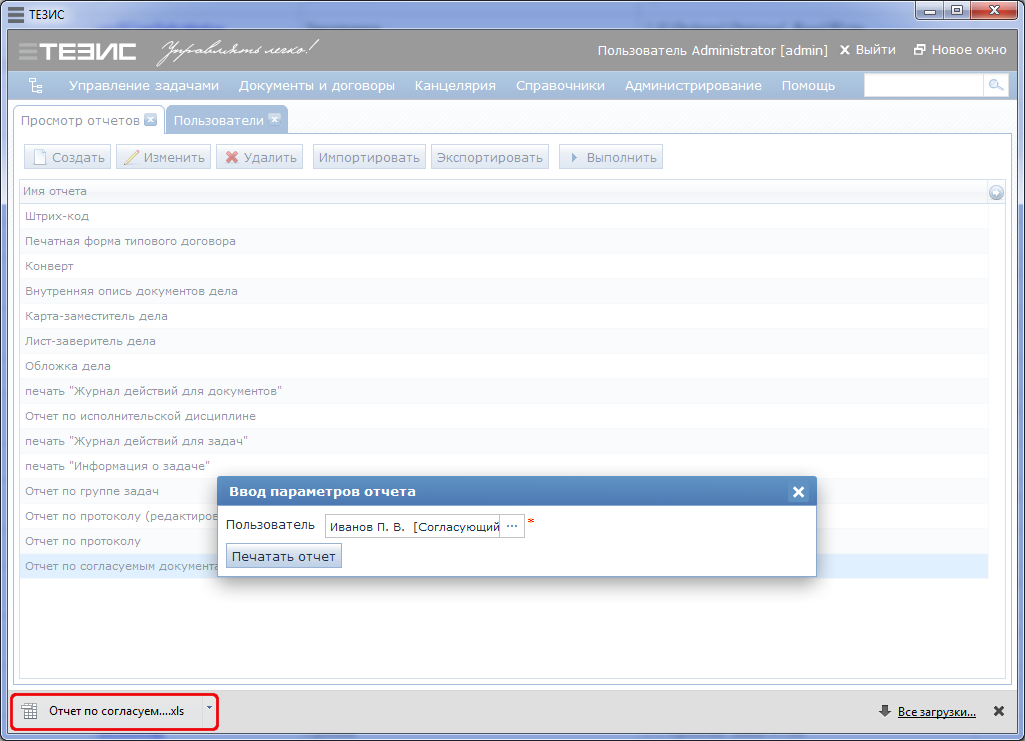 ТЕЗИС
ТЕЗИС Управлять легко! Пользователь Administrator [admin] Выйти Новое окно
Управление задачами Документы и договоры Канцелярия Справочники Администрирование Помощь
Просмотр отчетов Пользователи
Создать Изменить Удалить Импортировать Экспортировать Выполнить
Имя отчета
Штрих-код
Печатная форма типового договора
Конверт
Внутренняя опись документов дела
Карта-заместитель дела
Лист-заверитель дела
Обложка дела
печать "Журнал действий для документов"
Отчет по исполнительской дисциплине
печать "Журнал действий для задач"
печать "Информация о задаче"
Отчет по группе задач
Отчет по протоколу (редактиров
Отчет по протоколу
Отчет по согласуемым документа
Ввод параметров отчета
Пользователь Иванов П. В. [Согласующий ... *
Печатать отчет
Отчет по согласуем....xls Все загрузки...